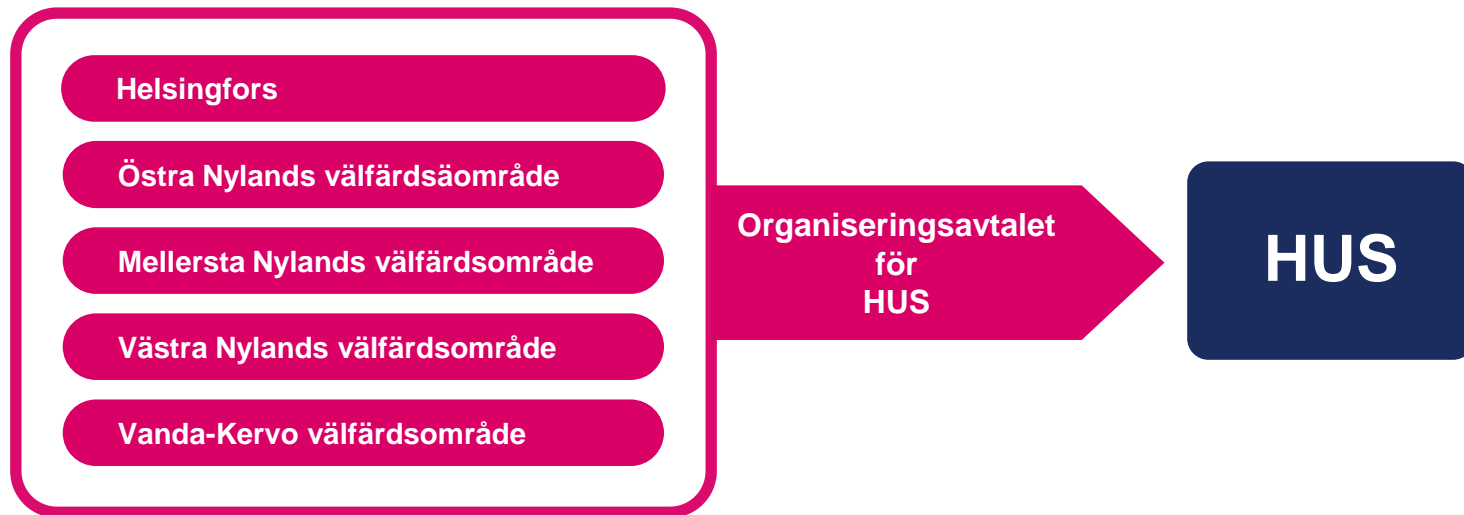 Helsingfors
Östra Nylands välfärdsäområde
Mellersta Nylands välfärdsområde
Västra Nylands välfärdsområde
Vanda-Kervo välfärdsområde
Organiseringsavtalet
för
HUS
HUS